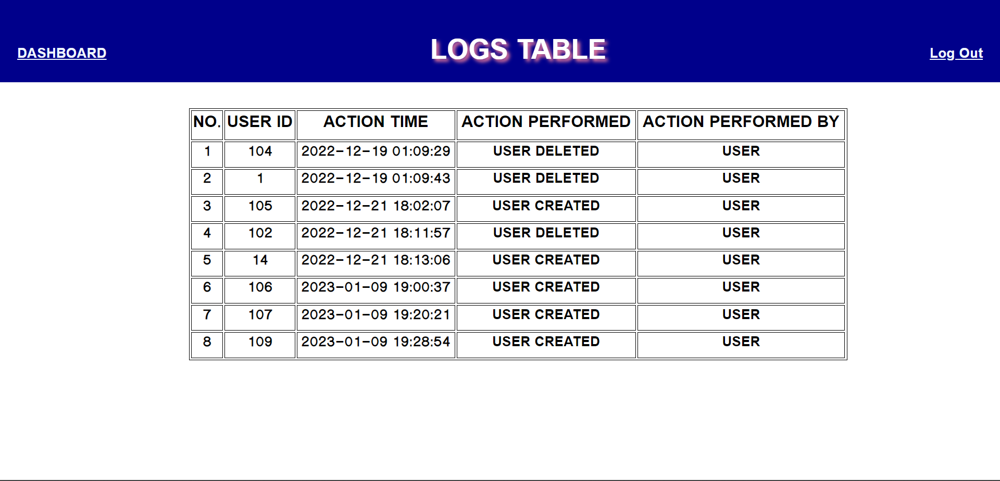 DASHBOARD LOGS TABLE Log Out
NO. USER ID ACTION TIME ACTION PERFORMED ACTION PERFORMED BY
1 104 2022-12-19 01:09:29 USER DELETED USER
2 1 2022-12-19 01:09:43 USER DELETED USER
3 105 2022-12-21 18:02:07 USER CREATED USER
4 102 2022-12-21 18:11:57 USER DELETED USER
5 14 2022-12-21 18:13:06 USER CREATED USER
6 106 2023-01-09 19:00:37 USER CREATED USER
7 107 2023-01-09 19:20:21 USER CREATED USER
8 109 2023-01-09 19:28:54 USER CREATED USER